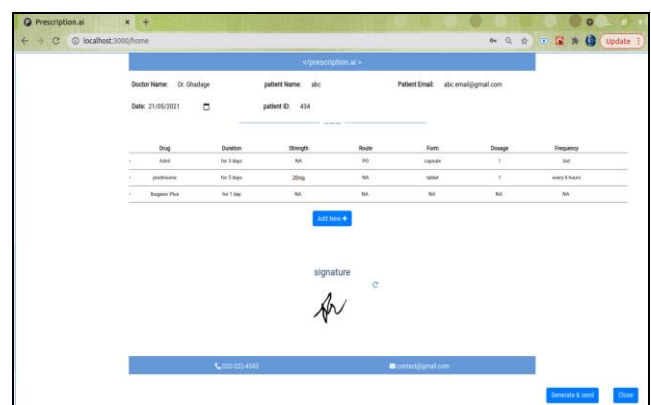 Prescription.ai
localhost:3000/home
Update
</prescription.ai >
Doctor Name: Dr. Ghadage patient Name: abc Patient Email: abc.email@gmail.com
Date: 21/05/2021 patient ID: 434
Drug Duration Strength Route Form Dosage Frequency
Advil for 3 days NA PO capsule 1 bid
prednisone for 5 days 20mg NA tablet 1 every 6 hours
Ibugesic Plus for 1 day NA NA NA NA NA
Add New +
signature
020-222-4343 contact@gmail.com
Generate & send Close